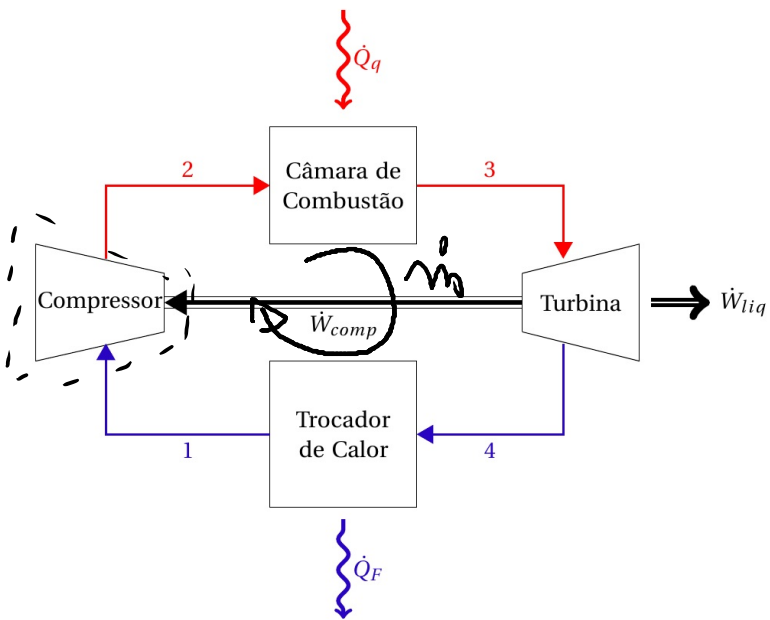 Q̇q
Câmara de
Combustão
2
3
ṁ
Compressor
Turbina
Ẇliq
Ẇcomp
Trocador
de Calor
1
4
Q̇F